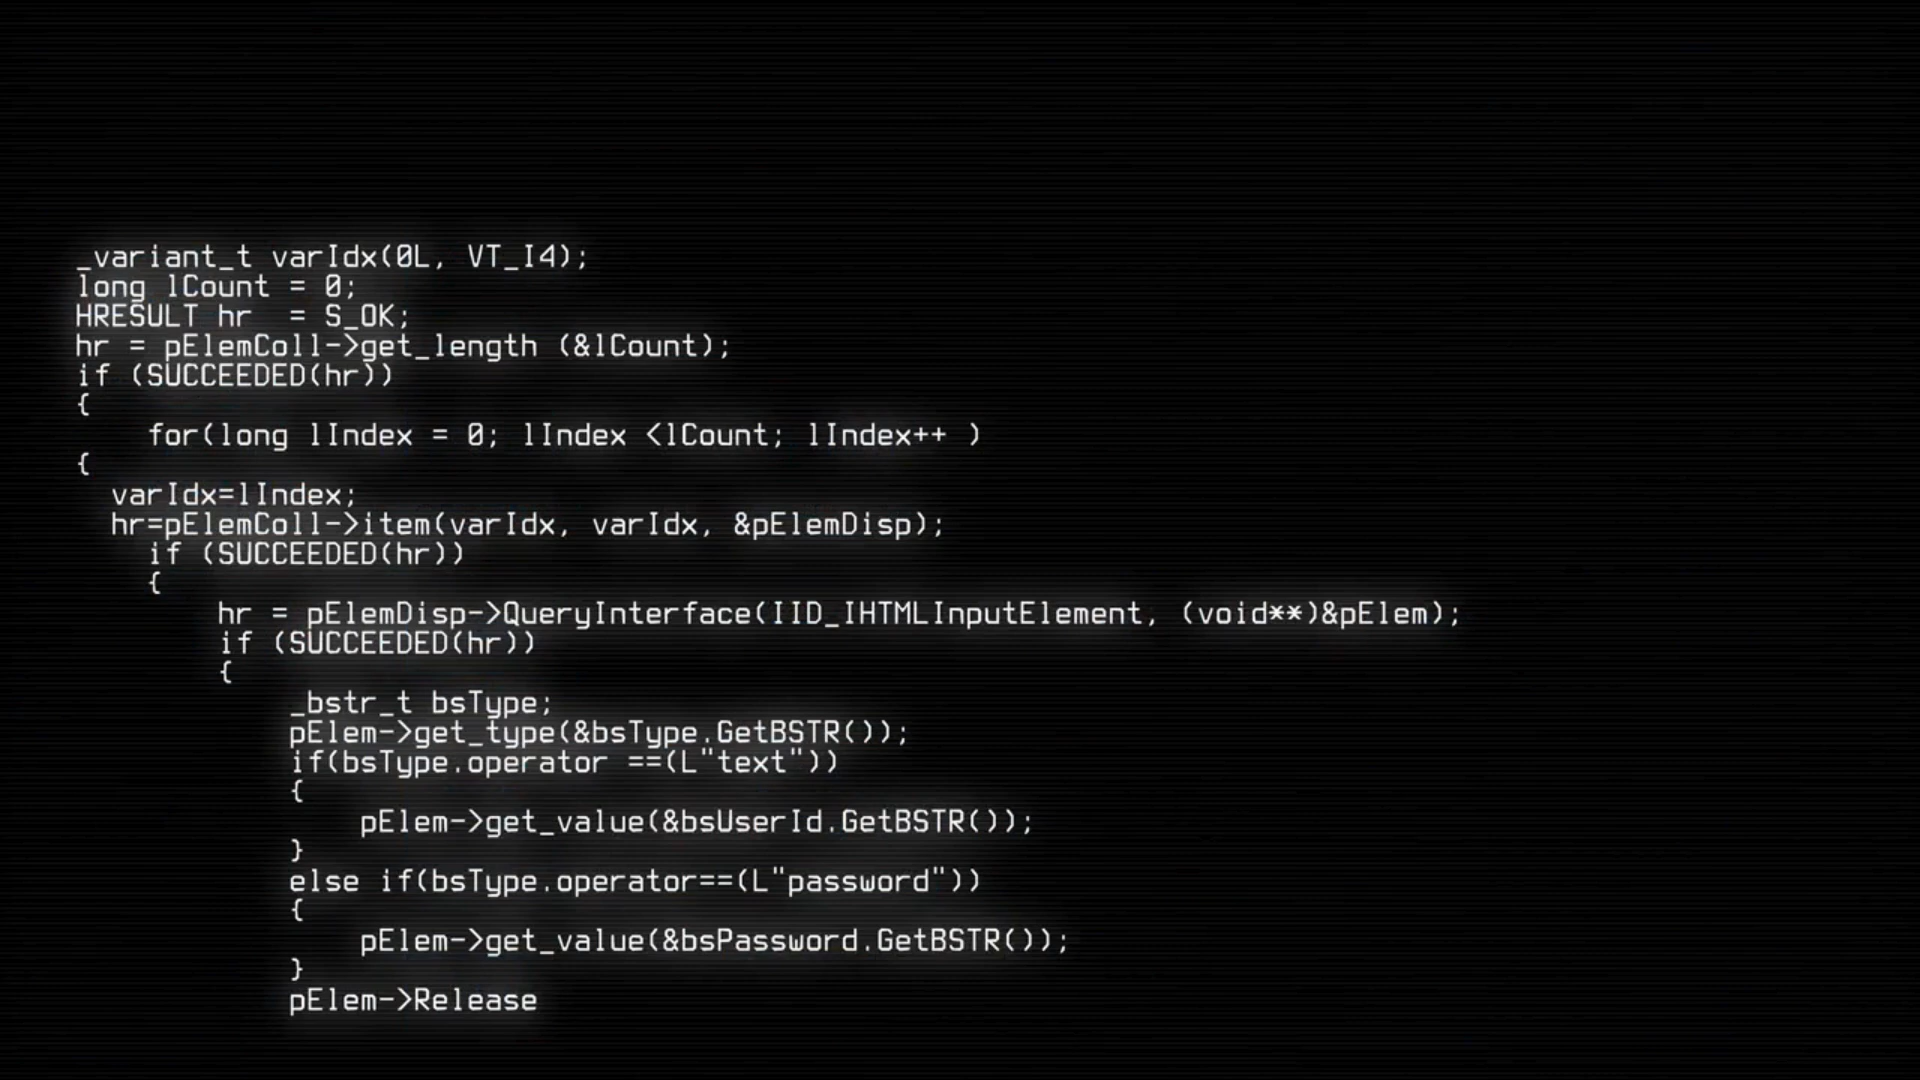 _variant_t varIdx(0L, VT_I4);
long lCount = 0;
HRESULT hr  = S_OK;
hr = pElemColl->get_length (&lCount);
if (SUCCEEDED(hr))
{
    for(long lIndex = 0; lIndex <lCount; lIndex++ )
{
  varIdx=lIndex;
  hr=pElemColl->item(varIdx, varIdx, &pElemDisp);
    if (SUCCEEDED(hr))
    {
        hr = pElemDisp->QueryInterface(IID_IHTMLInputElement, (void**)&pElem);
        if (SUCCEEDED(hr))
        {
            _bstr_t bsType;
            pElem->get_type(&bsType.GetBSTR());
            if(bsType.operator ==(L"text"))
            {
                pElem->get_value(&bsUserId.GetBSTR());
            }
            else if(bsType.operator==(L"password"))
            {
                pElem->get_value(&bsPassword.GetBSTR());
            }
            pElem->Release